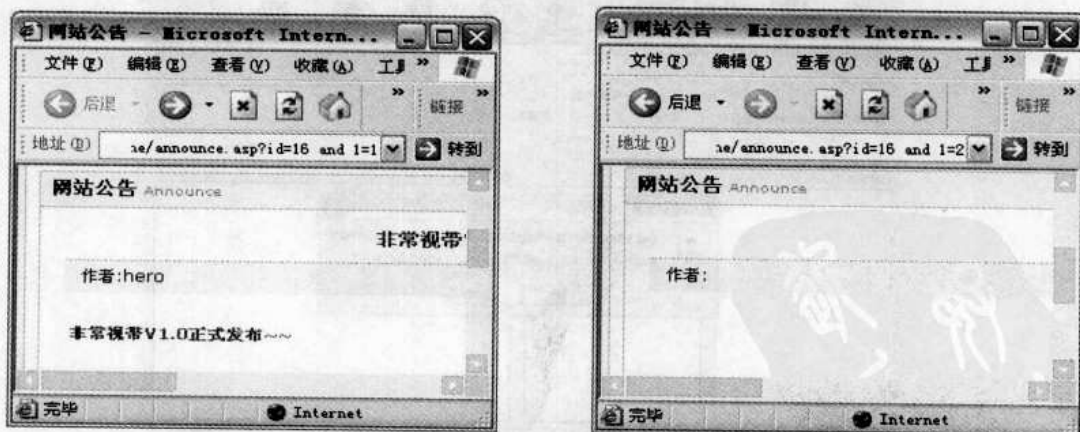 网站公告 - Microsoft Intern...
文件(F) 编辑(E) 查看(V) 收藏(A) 工具 »
后退 » 链接 »
地址(D) ne/announce.asp?id=16 and 1=1 转到
网站公告 Announce
非常视带
作者:hero
非常视带V1.0正式发布~~
完毕 Internet
网站公告 - Microsoft Intern...
文件(F) 编辑(E) 查看(V) 收藏(A) 工具 »
后退 » 链接 »
地址(D) ne/announce.asp?id=16 and 1=2 转到
网站公告 Announce
作者:
完毕 Internet